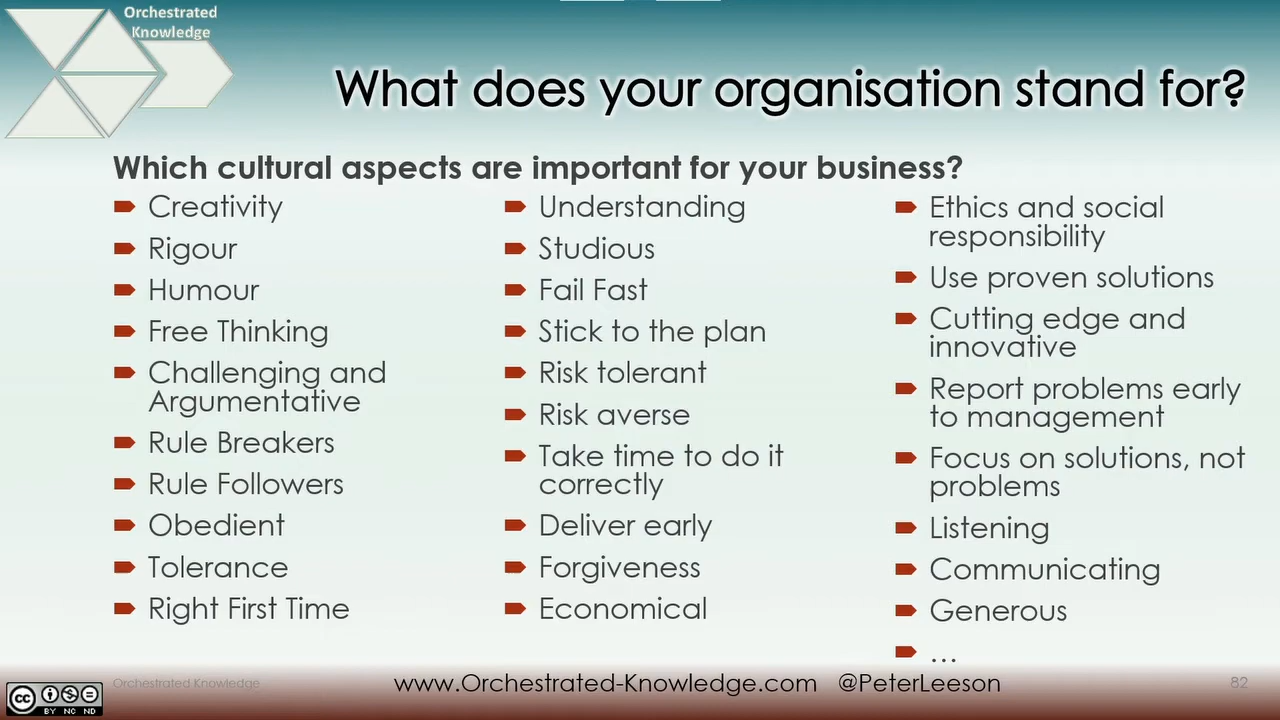 Orchestrated
Knowledge
What does your organisation stand for?
Which cultural aspects are important for your business?
Creativity
Rigour
Humour
Free Thinking
Challenging and
Argumentative
Rule Breakers
Rule Followers
Obedient
Tolerance
Right First Time
Understanding
Studious
Fail Fast
Stick to the plan
Risk tolerant
Risk averse
Take time to do it
correctly
Deliver early
Forgiveness
Economical
Ethics and social
responsibility
Use proven solutions
Cutting edge and
innovative
Report problems early
to management
Focus on solutions, not
problems
Listening
Communicating
Generous
…
cc
BY NC ND
Orchestrated Knowledge
www.Orchestrated-Knowledge.com @PeterLeeson
82